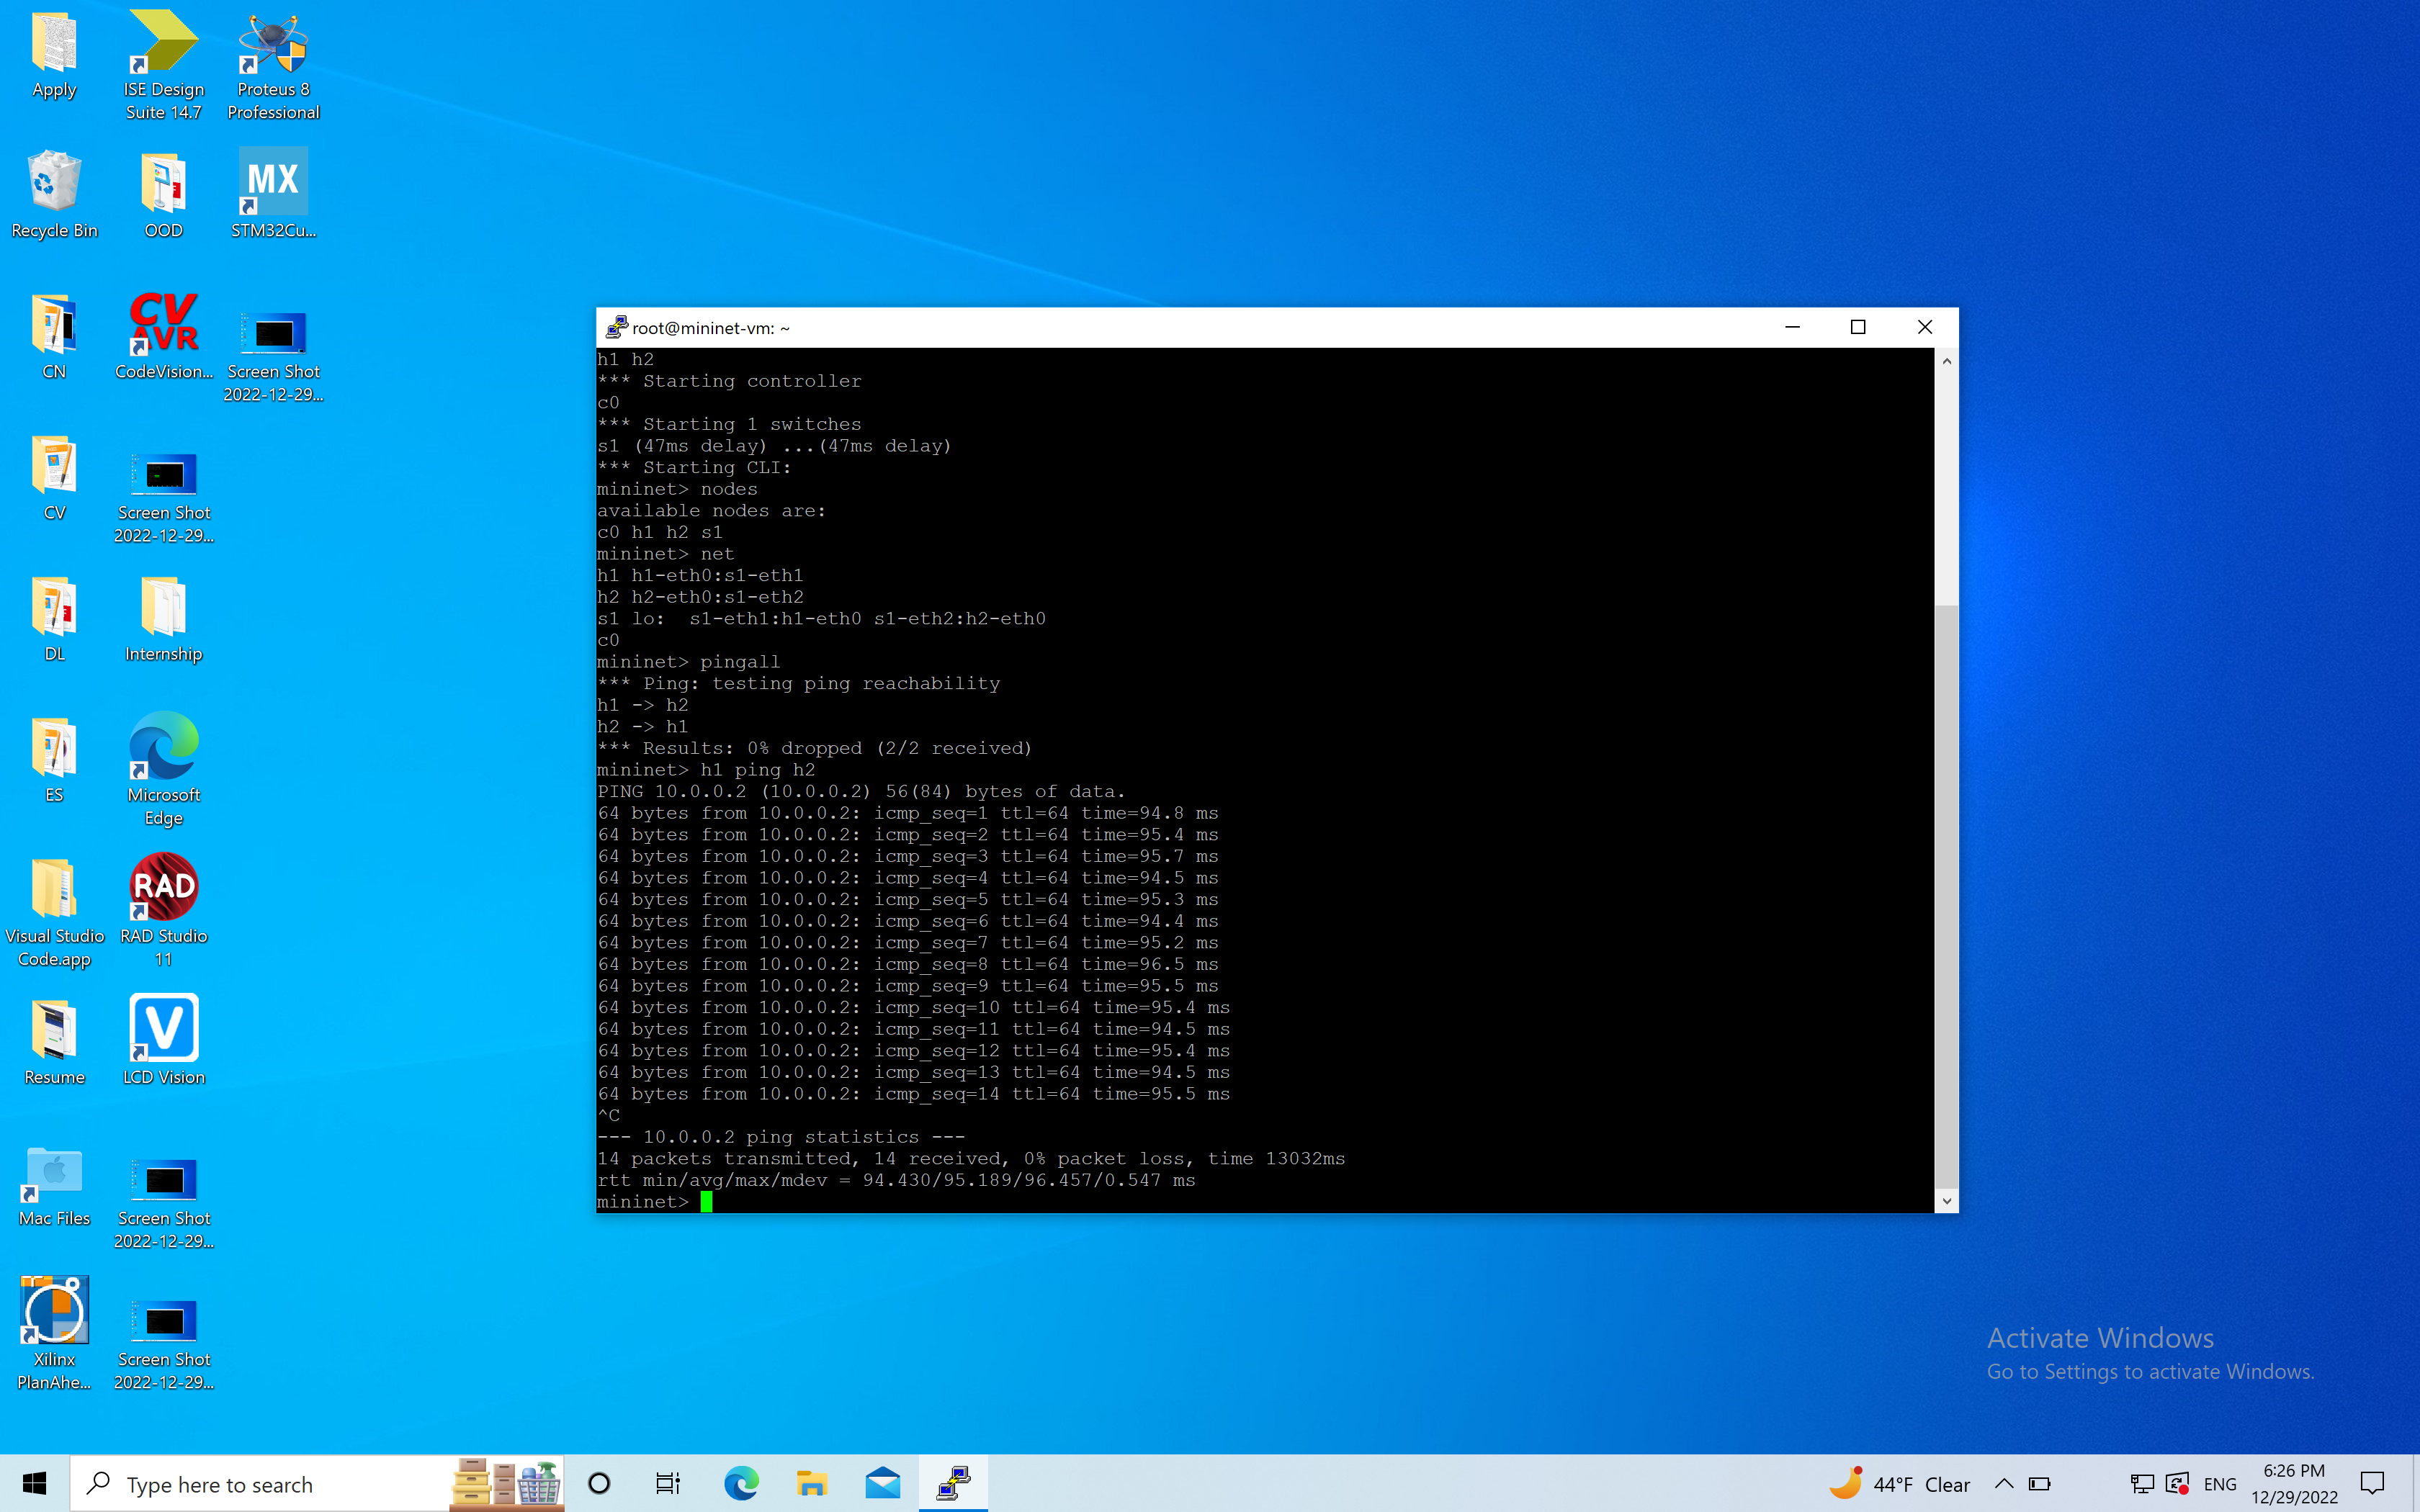 Apply
ISE Design
Suite 14.7
Proteus 8
Professional
Recycle Bin
OOD
MX
STM32Cu...
CN
CV
AVR
CodeVision...
Screen Shot
2022-12-29...
CV
Screen Shot
2022-12-29...
DL
Internship
ES
Microsoft
Edge
Visual Studio
Code.app
RAD
RAD Studio
11
Resume
V
LCD Vision
Mac Files
Screen Shot
2022-12-29...
Xilinx
PlanAhe...
Screen Shot
2022-12-29...
root@mininet-vm: ~
h1 h2
*** Starting controller
c0
*** Starting 1 switches
s1 (47ms delay) ...(47ms delay)
*** Starting CLI:
mininet> nodes
available nodes are:
c0 h1 h2 s1
mininet> net
h1 h1-eth0:s1-eth1
h2 h2-eth0:s1-eth2
s1 lo:  s1-eth1:h1-eth0 s1-eth2:h2-eth0
c0
mininet> pingall
*** Ping: testing ping reachability
h1 -> h2
h2 -> h1
*** Results: 0% dropped (2/2 received)
mininet> h1 ping h2
PING 10.0.0.2 (10.0.0.2) 56(84) bytes of data.
64 bytes from 10.0.0.2: icmp_seq=1 ttl=64 time=94.8 ms
64 bytes from 10.0.0.2: icmp_seq=2 ttl=64 time=95.4 ms
64 bytes from 10.0.0.2: icmp_seq=3 ttl=64 time=95.7 ms
64 bytes from 10.0.0.2: icmp_seq=4 ttl=64 time=94.5 ms
64 bytes from 10.0.0.2: icmp_seq=5 ttl=64 time=95.3 ms
64 bytes from 10.0.0.2: icmp_seq=6 ttl=64 time=94.4 ms
64 bytes from 10.0.0.2: icmp_seq=7 ttl=64 time=95.2 ms
64 bytes from 10.0.0.2: icmp_seq=8 ttl=64 time=96.5 ms
64 bytes from 10.0.0.2: icmp_seq=9 ttl=64 time=95.5 ms
64 bytes from 10.0.0.2: icmp_seq=10 ttl=64 time=95.4 ms
64 bytes from 10.0.0.2: icmp_seq=11 ttl=64 time=94.5 ms
64 bytes from 10.0.0.2: icmp_seq=12 ttl=64 time=95.4 ms
64 bytes from 10.0.0.2: icmp_seq=13 ttl=64 time=94.5 ms
64 bytes from 10.0.0.2: icmp_seq=14 ttl=64 time=95.5 ms
^C
--- 10.0.0.2 ping statistics ---
14 packets transmitted, 14 received, 0% packet loss, time 13032ms
rtt min/avg/max/mdev = 94.430/95.189/96.457/0.547 ms
mininet>
Activate Windows
Go to Settings to activate Windows.
Type here to search
44°F Clear
ENG
6:26 PM
12/29/2022